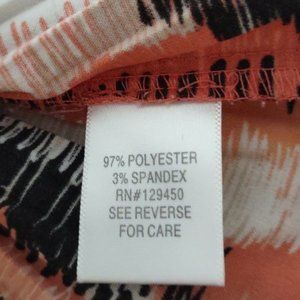 97% POLYESTER
3% SPANDEX
RN#129450
SEE REVERSE
FOR CARE